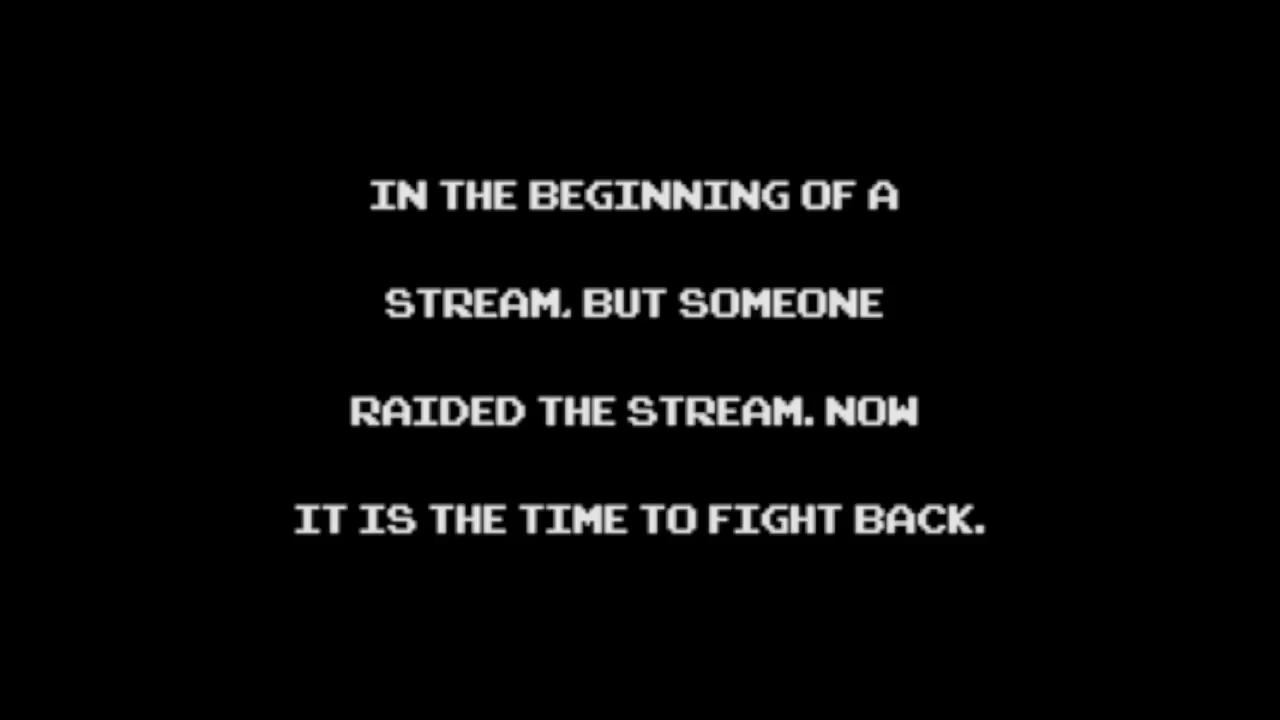 IN THE BEGINNING OF A
STREAM, BUT SOMEONE
RAIDED THE STREAM. NOW
IT IS THE TIME TO FIGHT BACK.